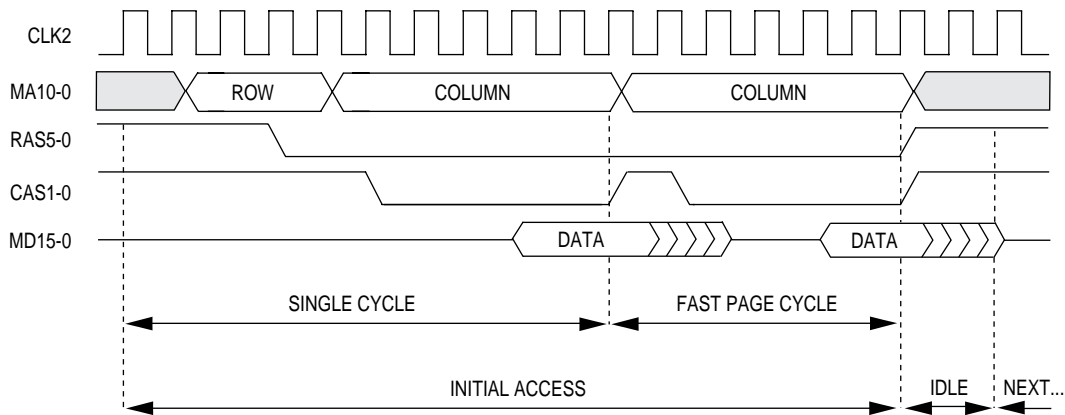 CLK2
MA10-0 ROW COLUMN COLUMN
RAS5-0
CAS1-0
MD15-0 DATA DATA
SINGLE CYCLE FAST PAGE CYCLE
INITIAL ACCESS IDLE NEXT...